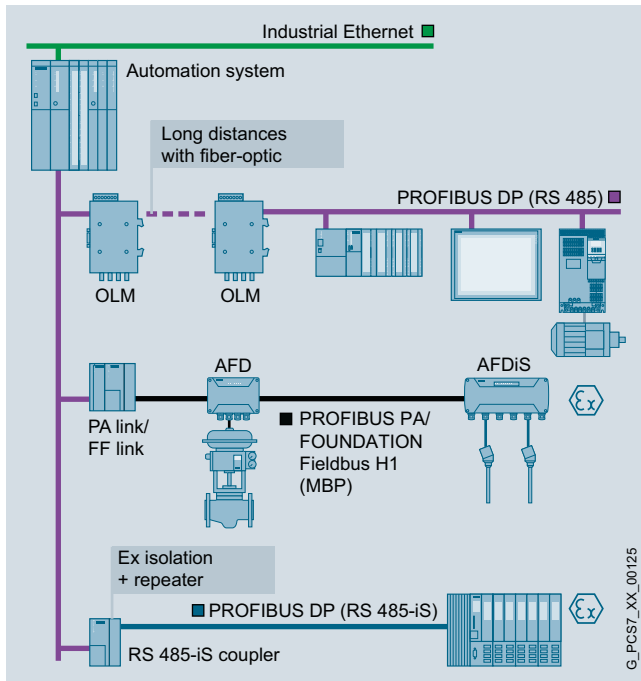 Industrial Ethernet
Automation system
Long distances
with fiber-optic
PROFIBUS DP (RS 485)
OLM
OLM
AFD
AFDiS
Ex
PA link/
FF link
PROFIBUS PA/
FOUNDATION
Fieldbus H1
(MBP)
Ex isolation
+ repeater
PROFIBUS DP (RS 485-iS)
Ex
RS 485-iS coupler
G_PCS7_XX_00125